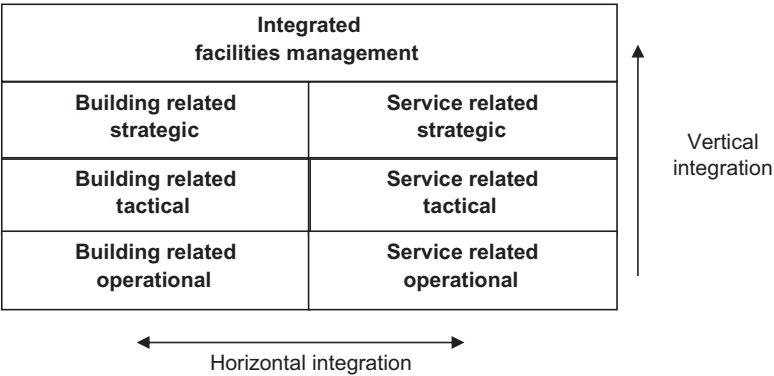 Integrated
facilities management
Building related
strategic
Service related
strategic
Building related
tactical
Service related
tactical
Building related
operational
Service related
operational
Vertical
integration
Horizontal integration